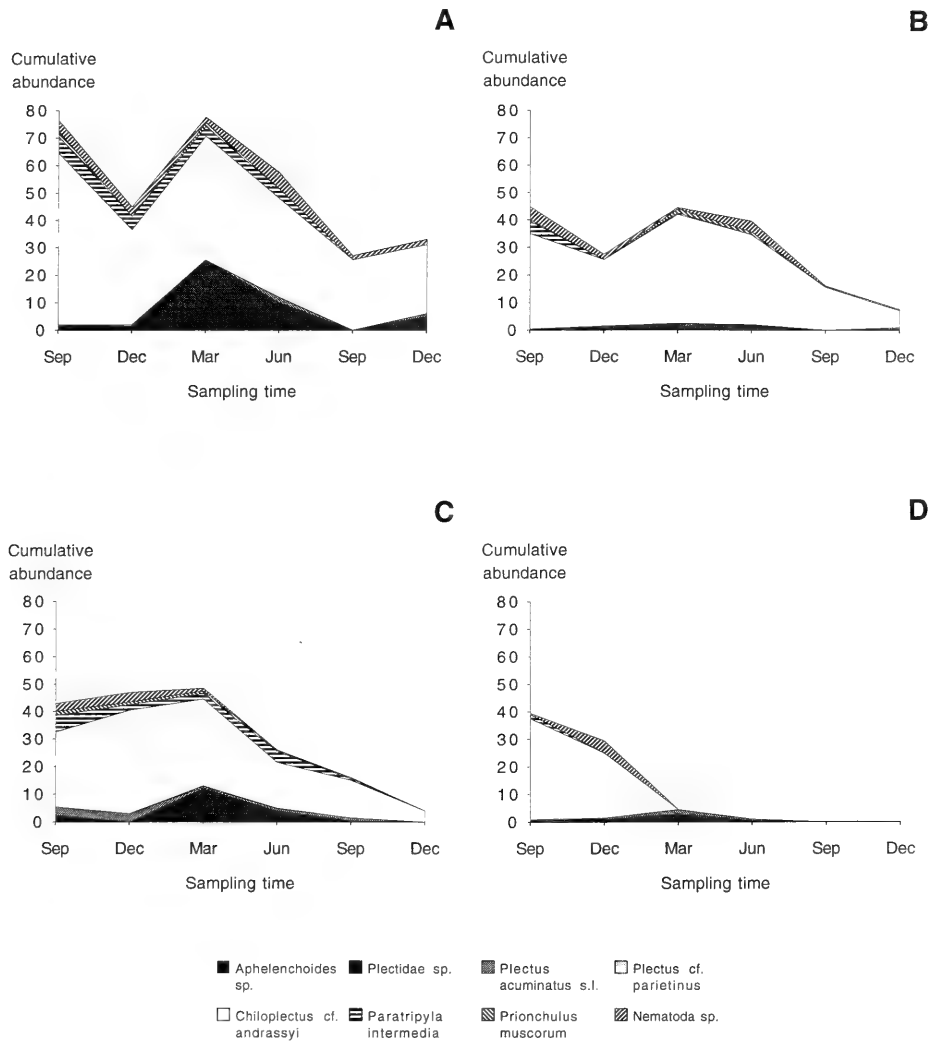 A
Cumulative
abundance
80
70
60
50
40
30
20
10
0
Sep Dec Mar Jun Sep Dec
Sampling time
B
Cumulative
abundance
80
70
60
50
40
30
20
10
0
Sep Dec Mar Jun Sep Dec
Sampling time
C
Cumulative
abundance
80
70
60
50
40
30
20
10
0
Sep Dec Mar Jun Sep Dec
Sampling time
D
Cumulative
abundance
80
70
60
50
40
30
20
10
0
Sep Dec Mar Jun Sep Dec
Sampling time
Aphelenchoides
sp.
Plectidae sp.
Plectus
acuminatus s.l.
Plectus cf.
parietinus
Chiloplectus cf.
andrassyi
Paratripyla
intermedia
Prionchulus
muscorum
Nematoda sp.